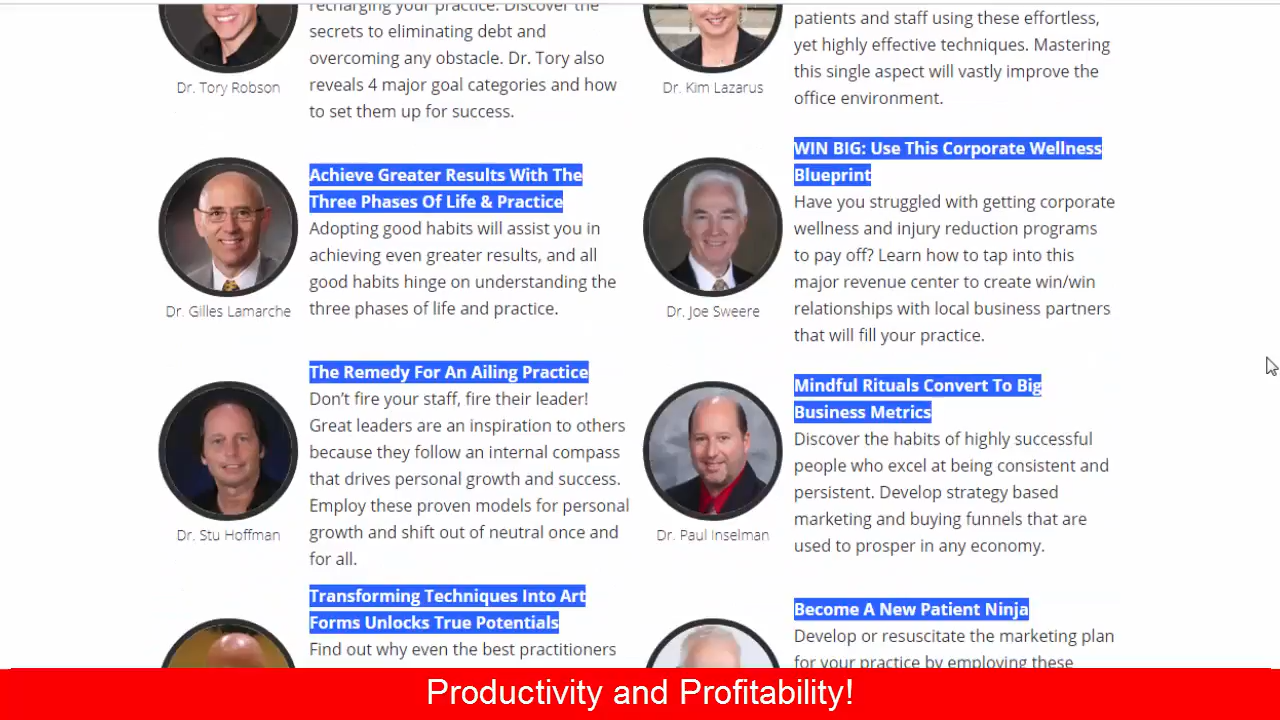 recharging your practice. Discover the
secrets to eliminating debt and
overcoming any obstacle. Dr. Tory also
reveals 4 major goal categories and how
to set them up for success.
Dr. Tory Robson
patients and staff using these effortless,
yet highly effective techniques. Mastering
this single aspect will vastly improve the
office environment.
Dr. Kim Lazarus
Achieve Greater Results With The
Three Phases Of Life & Practice
Adopting good habits will assist you in
achieving even greater results, and all
good habits hinge on understanding the
three phases of life and practice.
Dr. Gilles Lamarche
WIN BIG: Use This Corporate Wellness
Blueprint
Have you struggled with getting corporate
wellness and injury reduction programs
to pay off? Learn how to tap into this
major revenue center to create win/win
relationships with local business partners
that will fill your practice.
Dr. Joe Sweere
The Remedy For An Ailing Practice
Don’t fire your staff, fire their leader!
Great leaders are an inspiration to others
because they follow an internal compass
that drives personal growth and success.
Employ these proven models for personal
growth and shift out of neutral once and
for all.
Dr. Stu Hoffman
Mindful Rituals Convert To Big
Business Metrics
Discover the habits of highly successful
people who excel at being consistent and
persistent. Develop strategy based
marketing and buying funnels that are
used to prosper in any economy.
Dr. Paul Inselman
Transforming Techniques Into Art
Forms Unlocks True Potentials
Find out why even the best practitioners
Become A New Patient Ninja
Develop or resuscitate the marketing plan
for your practice by employing these
Productivity and Profitability!